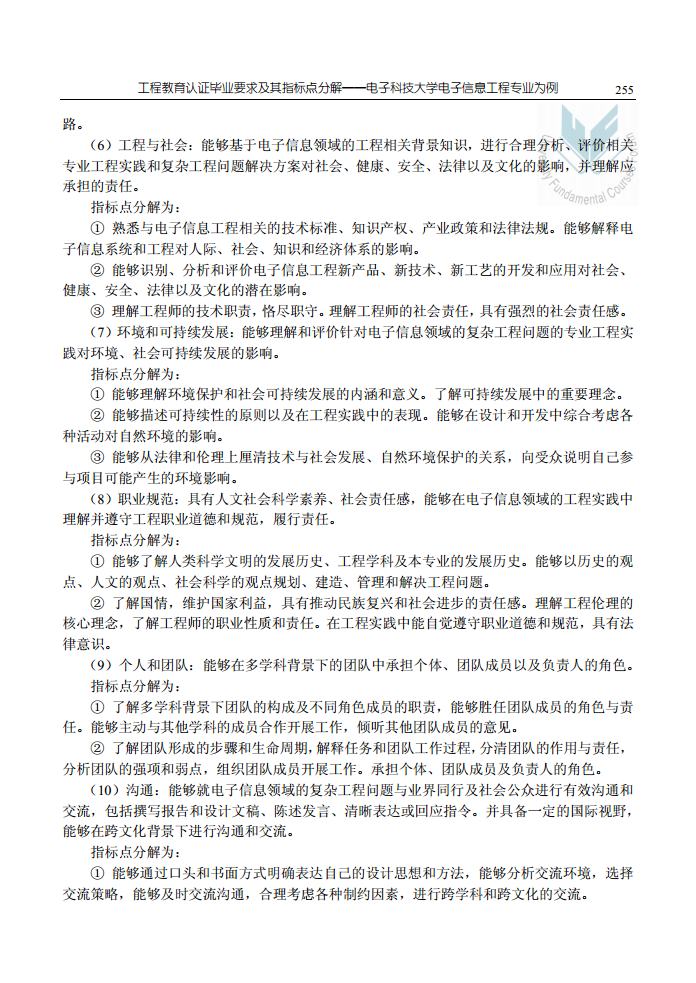 工程教育认证毕业要求及其指标点分解——电子科技大学电子信息工程专业为例 255
路。
（6）工程与社会：能够基于电子信息领域的工程相关背景知识，进行合理分析、评价相关
专业工程实践和复杂工程问题解决方案对社会、健康、安全、法律以及文化的影响，并理解应
承担的责任。
指标点分解为：
① 熟悉与电子信息工程相关的技术标准、知识产权、产业政策和法律法规。能够解释电
子信息系统和工程对人际、社会、知识和经济体系的影响。
② 能够识别、分析和评价电子信息工程新产品、新技术、新工艺的开发和应用对社会、
健康、安全、法律以及文化的潜在影响。
③ 理解工程师的技术职责，恪尽职守。理解工程师的社会责任，具有强烈的社会责任感。
（7）环境和可持续发展：能够理解和评价针对电子信息领域的复杂工程问题的专业工程实
践对环境、社会可持续发展的影响。
指标点分解为：
① 能够理解环境保护和社会可持续发展的内涵和意义。了解可持续发展中的重要理念。
② 能够描述可持续性的原则以及在工程实践中的表现。能够在设计和开发中综合考虑各
种活动对自然环境的影响。
③ 能够从法律和伦理上厘清技术与社会发展、自然环境保护的关系，向受众说明自己参
与项目可能产生的环境影响。
（8）职业规范：具有人文社会科学素养、社会责任感，能够在电子信息领域的工程实践中
理解并遵守工程职业道德和规范，履行责任。
指标点分解为：
① 能够了解人类科学文明的发展历史、工程学科及本专业的发展历史。能够以历史的观
点、人文的观点、社会科学的观点规划、建造、管理和解决工程问题。
② 了解国情，维护国家利益，具有推动民族复兴和社会进步的责任感。理解工程伦理的
核心理念，了解工程师的职业性质和责任。在工程实践中能自觉遵守职业道德和规范，具有法
律意识。
（9）个人和团队：能够在多学科背景下的团队中承担个体、团队成员以及负责人的角色。
指标点分解为：
① 了解多学科背景下团队的构成及不同角色成员的职责，能够胜任团队成员的角色与责
任。能够主动与其他学科的成员合作开展工作，倾听其他团队成员的意见。
② 了解团队形成的步骤和生命周期，解释任务和团队工作过程，分清团队的作用与责任，
分析团队的强项和弱点，组织团队成员开展工作。承担个体、团队成员及负责人的角色。
（10）沟通：能够就电子信息领域的复杂工程问题与业界同行及社会公众进行有效沟通和
交流，包括撰写报告和设计文稿、陈述发言、清晰表达或回应指令。并具备一定的国际视野，
能够在跨文化背景下进行沟通和交流。
指标点分解为：
① 能够通过口头和书面方式明确表达自己的设计思想和方法，能够分析交流环境，选择
交流策略，能够及时交流沟通，合理考虑各种制约因素，进行跨学科和跨文化的交流。